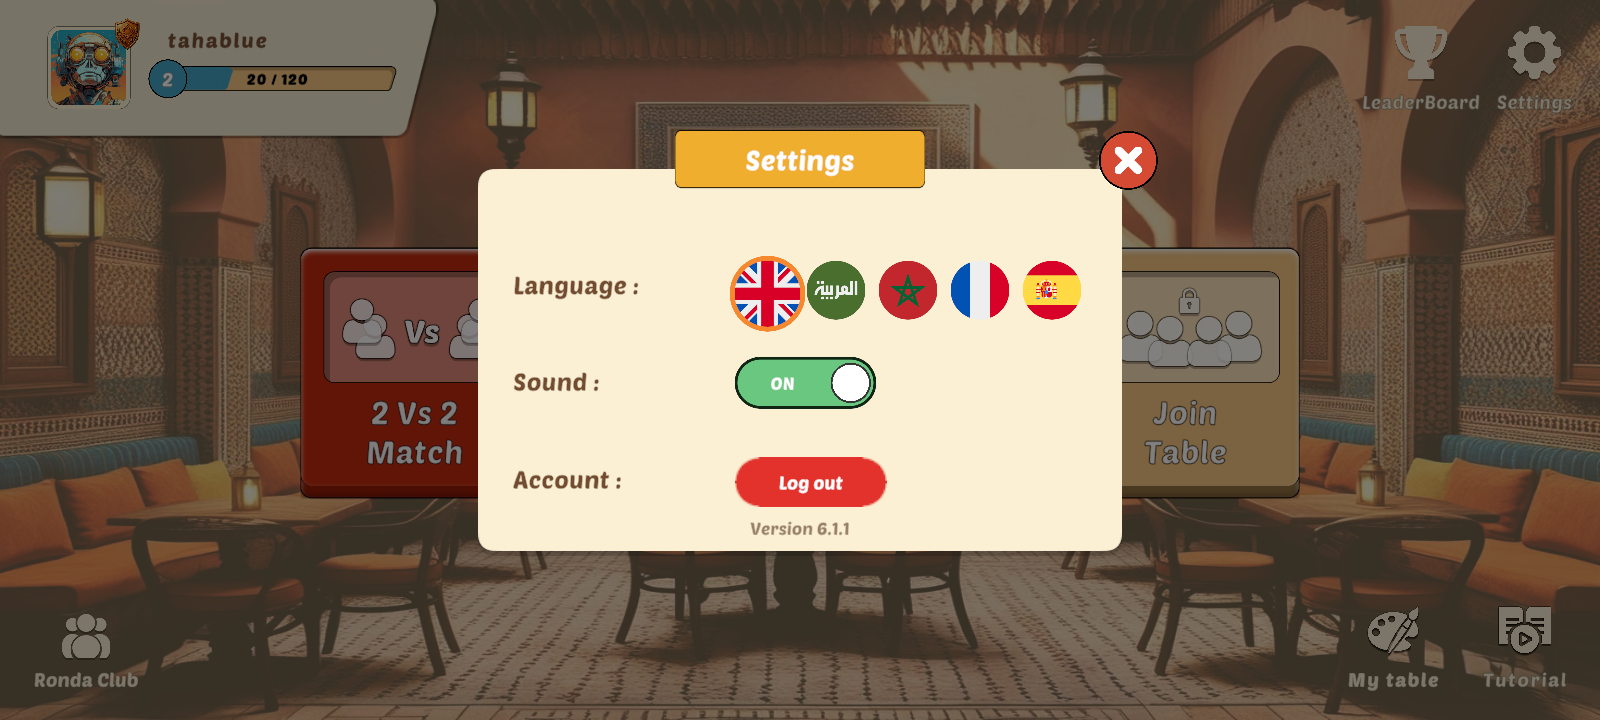 tahablue
2
20 / 120
LeaderBoard
Settings
Settings
Language :
العربية
Sound :
ON
Account :
Log out
Version 6.1.1
Vs
2 Vs 2
Match
Join
Table
Ronda Club
My table
Tutorial